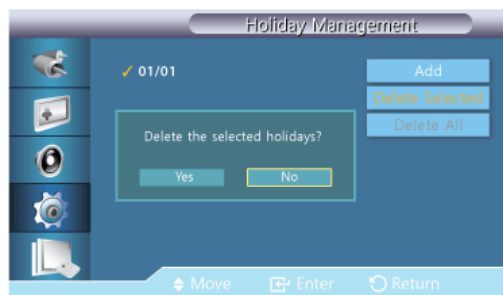 Holiday Management
✓ 01/01
Add
Delete Selected
Delete All
Delete the selected holidays?
Yes No
Move Enter Return